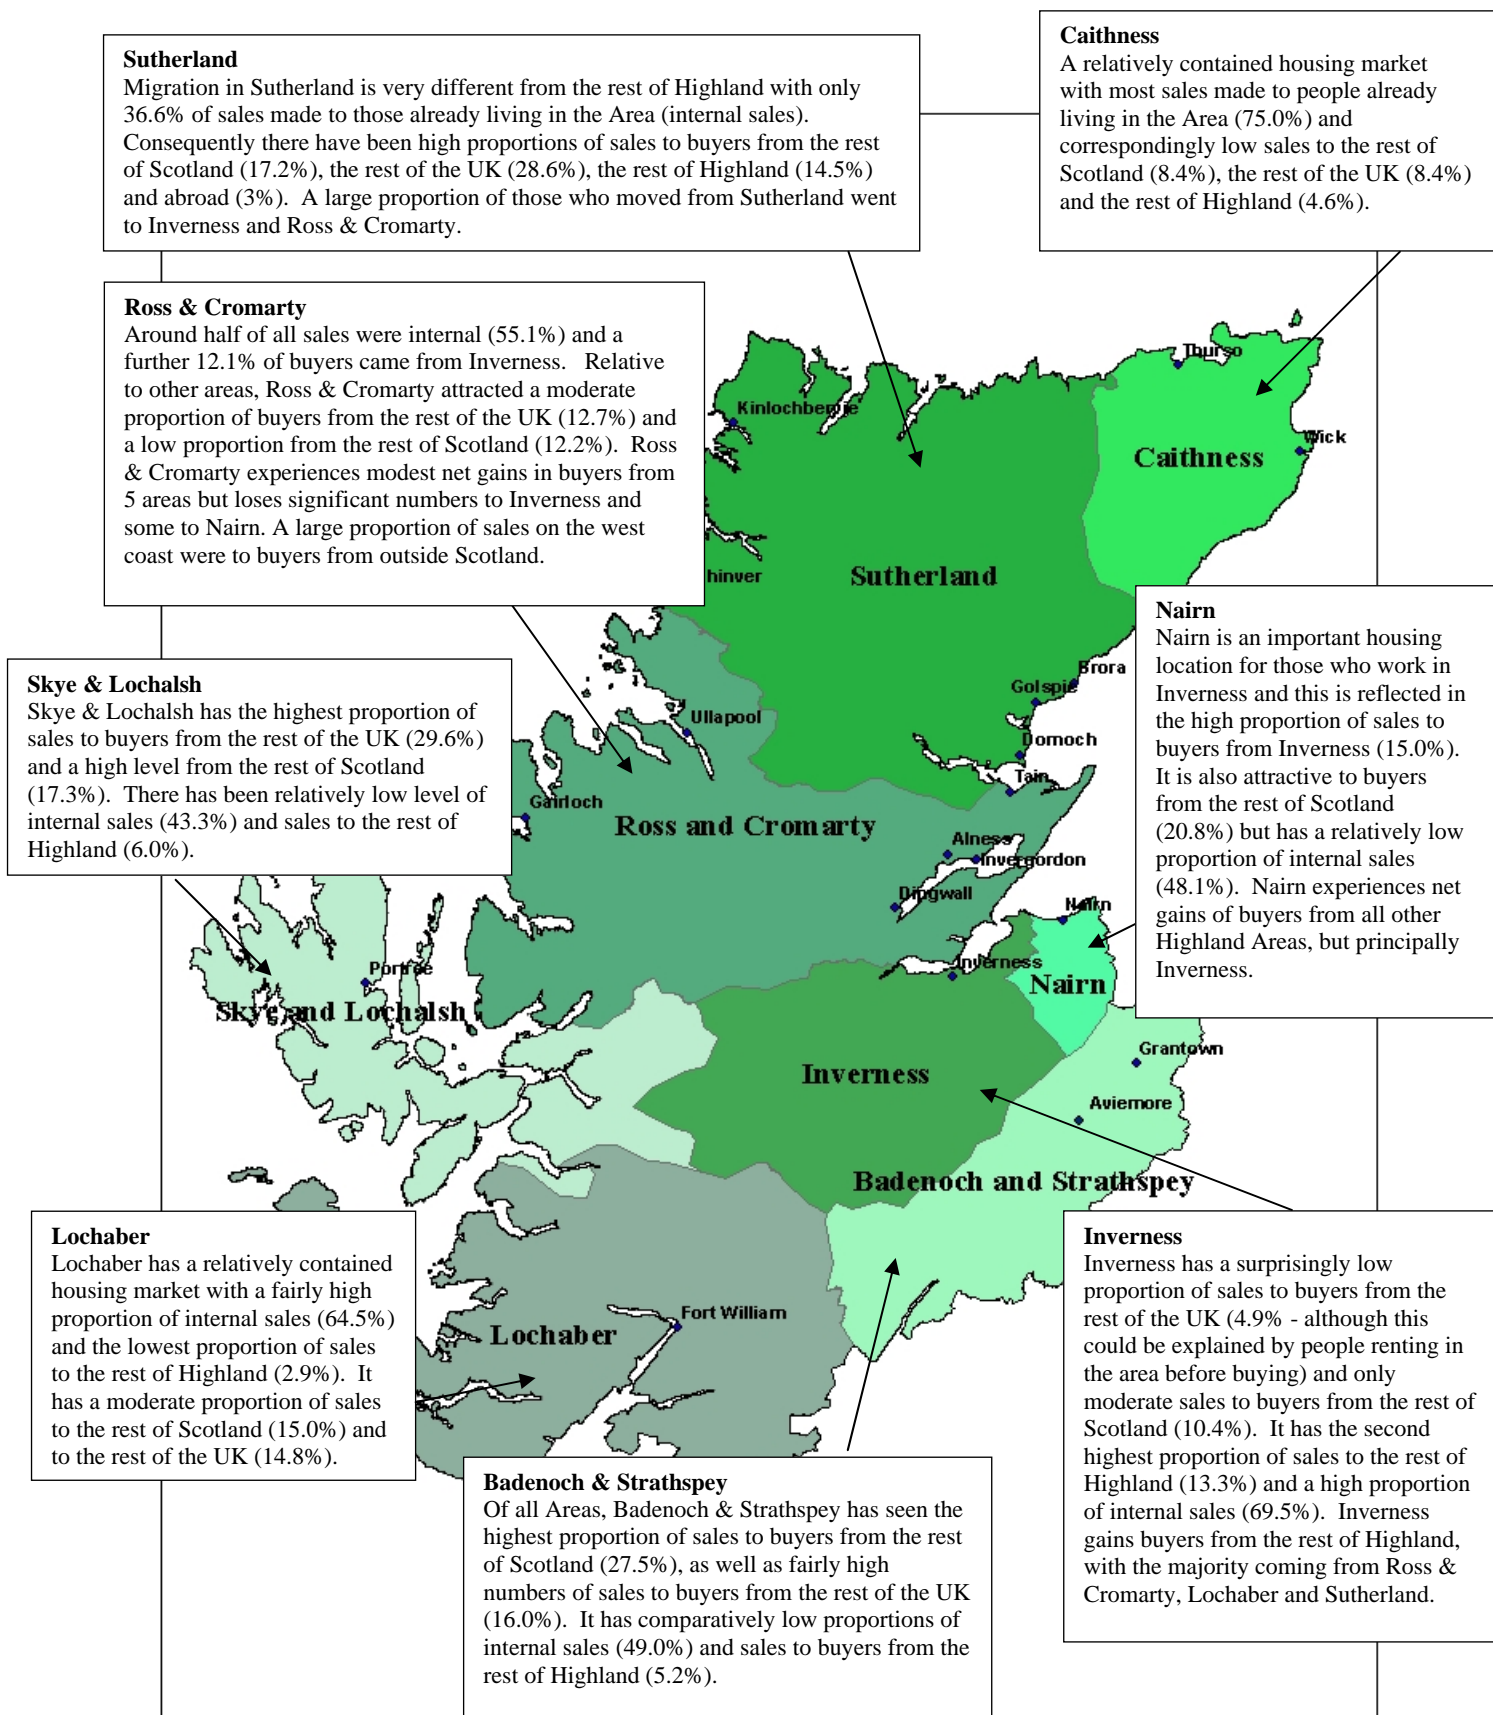 Sutherland
Migration in Sutherland is very different from the rest of Highland with only
36.6% of sales made to those already living in the Area (internal sales).
Consequently there have been high proportions of sales to buyers from the rest
of Scotland (17.2%), the rest of the UK (28.6%), the rest of Highland (14.5%)
and abroad (3%).  A large proportion of those who moved from Sutherland went
to Inverness and Ross & Cromarty.
Caithness
A relatively contained housing market
with most sales made to people already
living in the Area (75.0%) and
correspondingly low sales to the rest of
Scotland (8.4%), the rest of the UK (8.4%)
and the rest of Highland (4.6%).
Ross & Cromarty
Around half of all sales were internal (55.1%) and a
further 12.1% of buyers came from Inverness.   Relative
to other areas, Ross & Cromarty attracted a moderate
proportion of buyers from the rest of the UK (12.7%) and
a low proportion from the rest of Scotland (12.2%).  Ross
& Cromarty experiences modest net gains in buyers from
5 areas but loses significant numbers to Inverness and
some to Nairn. A large proportion of sales on the west
coast were to buyers from outside Scotland.
Thurso
Kinlochbervie
Wick
Caithness
hinver
Sutherland
Nairn
Nairn is an important housing
location for those who work in
Inverness and this is reflected in
the high proportion of sales to
buyers from Inverness (15.0%).
It is also attractive to buyers
from the rest of Scotland
(20.8%) but has a relatively low
proportion of internal sales
(48.1%).  Nairn experiences net
gains of buyers from all other
Highland Areas, but principally
Inverness.
Skye & Lochalsh
Skye & Lochalsh has the highest proportion of
sales to buyers from the rest of the UK (29.6%)
and a high level from the rest of Scotland
(17.3%).  There has been relatively low level of
internal sales (43.3%) and sales to the rest of
Highland (6.0%).
Brora
Golspie
Ullapool
Dornoch
Tain
Gairloch
Ross and Cromarty
Alness
Invergordon
Dingwall
Nairn
Inverness
Portree
Nairn
Skye and Lochalsh
Grantown
Inverness
Aviemore
Badenoch and Strathspey
Lochaber
Lochaber has a relatively contained
housing market with a fairly high
proportion of internal sales (64.5%)
and the lowest proportion of sales
to the rest of Highland (2.9%).  It
has a moderate proportion of sales
to the rest of Scotland (15.0%) and
to the rest of the UK (14.8%).
Fort William
Lochaber
Inverness
Inverness has a surprisingly low
proportion of sales to buyers from the
rest of the UK (4.9% - although this
could be explained by people renting in
the area before buying) and only
moderate sales to buyers from the rest of
Scotland (10.4%).  It has the second
highest proportion of sales to the rest of
Highland (13.3%) and a high proportion
of internal sales (69.5%).  Inverness
gains buyers from the rest of Highland,
with the majority coming from Ross &
Cromarty, Lochaber and Sutherland.
Badenoch & Strathspey
Of all Areas, Badenoch & Strathspey has seen the
highest proportion of sales to buyers from the rest
of Scotland (27.5%), as well as fairly high
numbers of sales to buyers from the rest of the UK
(16.0%).  It has comparatively low proportions of
internal sales (49.0%) and sales to buyers from the
rest of Highland (5.2%).